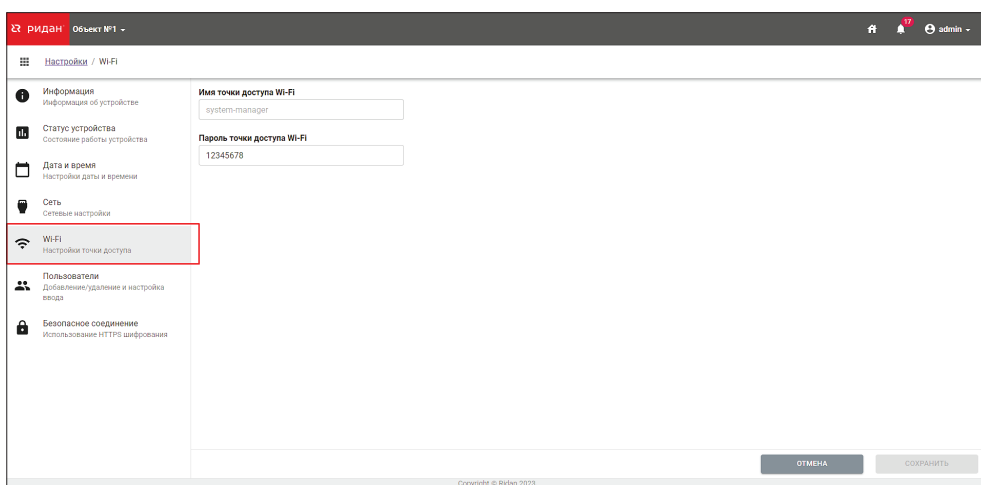 ридан
Объект №1
17
admin
Настройки / Wi-Fi
Информация
Информация об устройстве
Статус устройства
Состояние работы устройства
Дата и время
Настройки даты и времени
Сеть
Сетевые настройки
Wi-Fi
Настройки точки доступа
Пользователи
Добавление/удаление и настройка
ввода
Безопасное соединение
Использование HTTPS шифрования
Имя точки доступа Wi-Fi
system-manager
Пароль точки доступа Wi-Fi
12345678
ОТМЕНА
СОХРАНИТЬ
Copyright © Ridan 2023